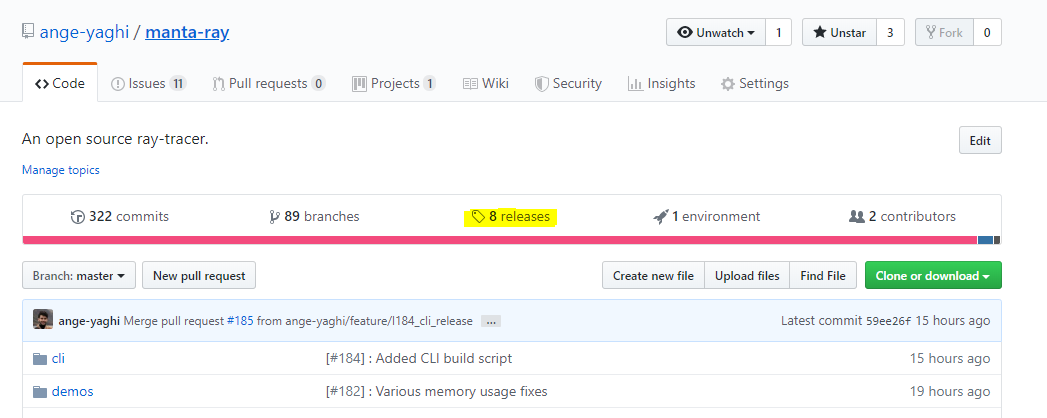 ange-yaghi / manta-ray
Unwatch 1 Unstar 3 Fork 0
Code Issues 11 Pull requests 0 Projects 1 Wiki Security Insights Settings
An open source ray-tracer.
Edit
Manage topics
322 commits 89 branches 8 releases 1 environment 2 contributors
Branch: master New pull request Create new file Upload files Find File Clone or download
ange-yaghi Merge pull request #185 from ange-yaghi/feature/I184_cli_release ... Latest commit 59ee26f 15 hours ago
cli [#184] : Added CLI build script 15 hours ago
demos [#182] : Various memory usage fixes 19 hours ago